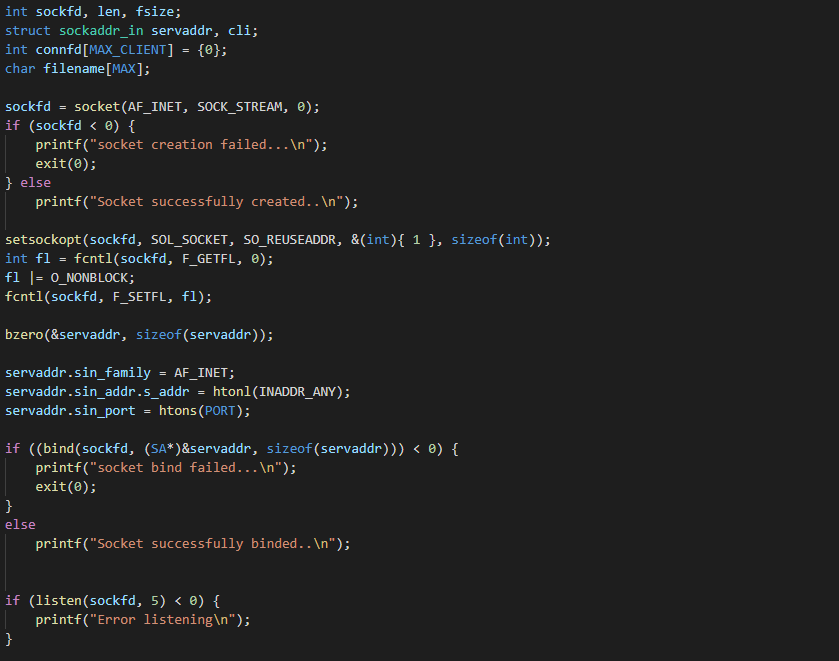 int sockfd, len, fsize;
struct sockaddr_in servaddr, cli;
int connfd[MAX_CLIENT] = {0};
char filename[MAX];

sockfd = socket(AF_INET, SOCK_STREAM, 0);
if (sockfd < 0) {
    printf("socket creation failed...\n");
    exit(0);
} else
    printf("Socket successfully created..\n");

setsockopt(sockfd, SOL_SOCKET, SO_REUSEADDR, &(int){ 1 }, sizeof(int));
int fl = fcntl(sockfd, F_GETFL, 0);
fl |= O_NONBLOCK;
fcntl(sockfd, F_SETFL, fl);

bzero(&servaddr, sizeof(servaddr));

servaddr.sin_family = AF_INET;
servaddr.sin_addr.s_addr = htonl(INADDR_ANY);
servaddr.sin_port = htons(PORT);

if ((bind(sockfd, (SA*)&servaddr, sizeof(servaddr))) < 0) {
    printf("socket bind failed...\n");
    exit(0);
}
else
    printf("Socket successfully binded..\n");


if (listen(sockfd, 5) < 0) {
    printf("Error listening\n");
}